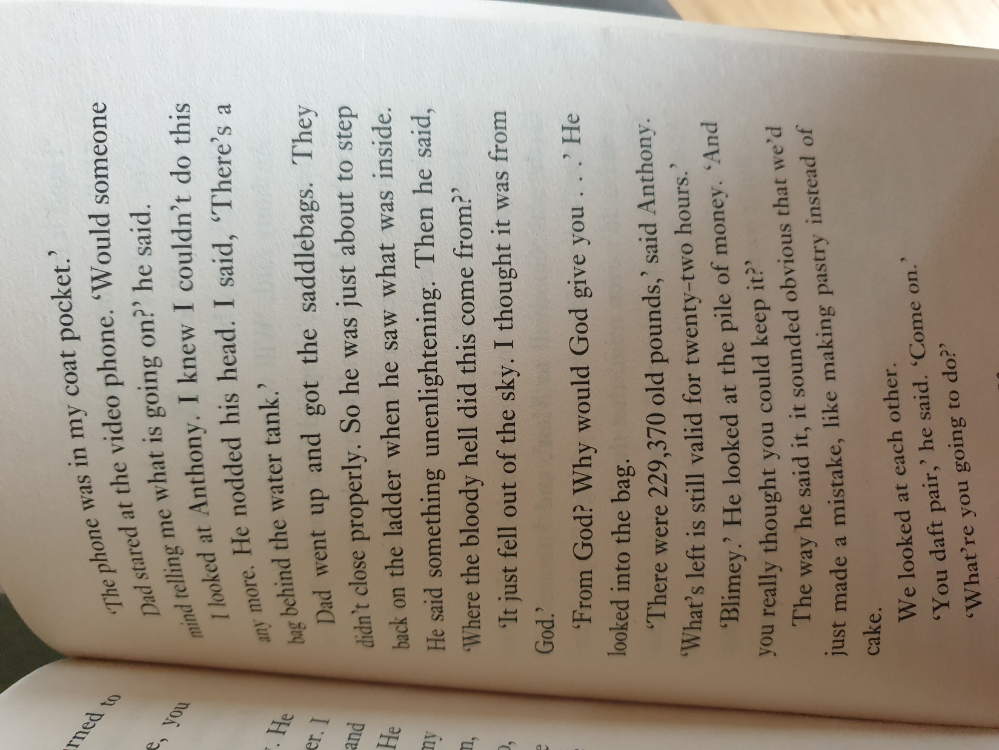 rned to
e, you
. He
er. I
and
He
my
n,
o,
e
‘The phone was in my coat pocket.’
Dad stared at the video phone. ‘Would someone
mind telling me what is going on?’ he said.
I looked at Anthony. I knew I couldn’t do this
any more. He nodded his head. I said, ‘There’s a
bag behind the water tank.’
Dad went up and got the saddlebags. They
didn’t close properly. So he was just about to step
back on the ladder when he saw what was inside.
He said something unenlightening. Then he said,
‘Where the bloody hell did this come from?’
‘It just fell out of the sky. I thought it was from
God.’
‘From God? Why would God give you . . .’ He
looked into the bag.
‘There were 229,370 old pounds,’ said Anthony.
‘What’s left is still valid for twenty-two hours.’
‘Blimey.’ He looked at the pile of money. ‘And
you really thought you could keep it?’
The way he said it, it sounded obvious that we’d
just made a mistake, like making pastry instead of
cake.
We looked at each other.
‘You daft pair,’ he said. ‘Come on.’
‘What’re you going to do?’